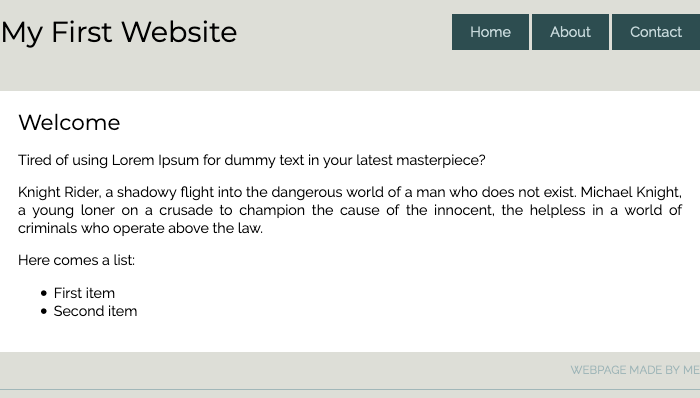 My First Website
Home
About
Contact
Welcome
Tired of using Lorem Ipsum for dummy text in your latest masterpiece?
Knight Rider, a shadowy flight into the dangerous world of a man who does not exist. Michael Knight,
a young loner on a crusade to champion the cause of the innocent, the helpless in a world of
criminals who operate above the law.
Here comes a list:
First item
Second item
WEBPAGE MADE BY ME